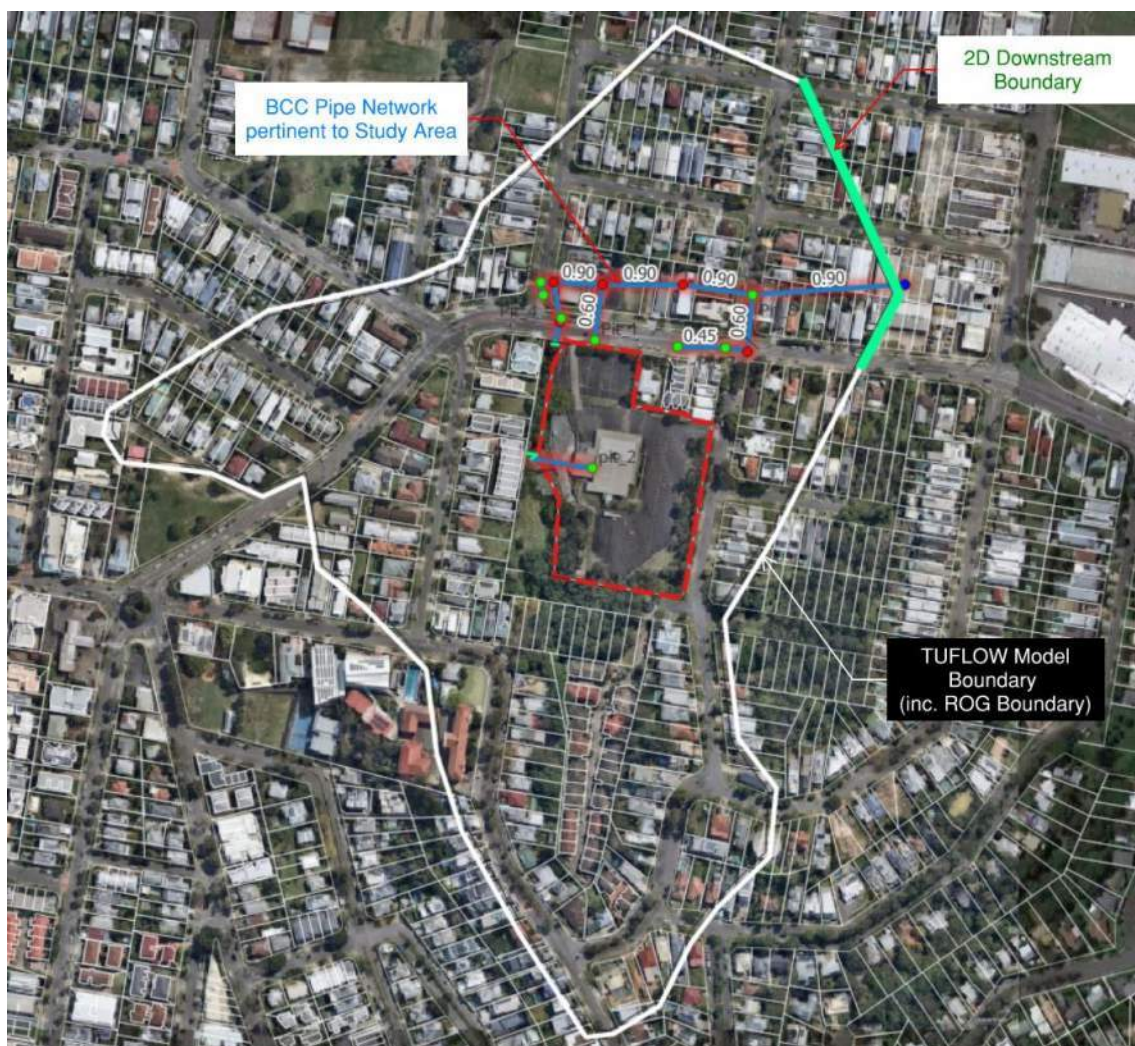 2D Downstream
Boundary
BCC Pipe Network
pertinent to Study Area
0.90
0.90
0.90
0.90
0.60
0.60
0.45
pit_2
TUFLOW Model
Boundary
(inc. ROG Boundary)